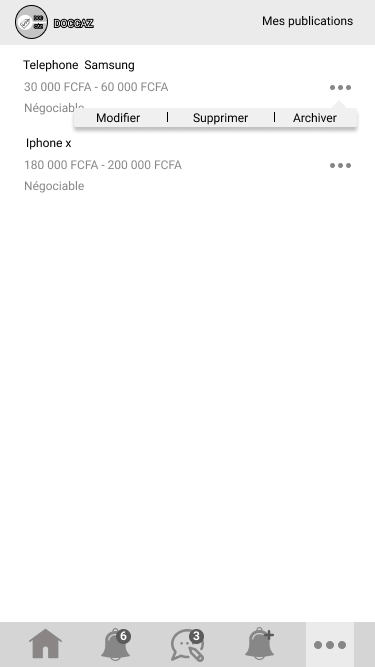 DOCCAZ
Mes publications
Telephone Samsung
30 000 FCFA - 60 000 FCFA
Négociable
Modifier | Supprimer | Archiver
Iphone x
180 000 FCFA - 200 000 FCFA
Négociable
6
3